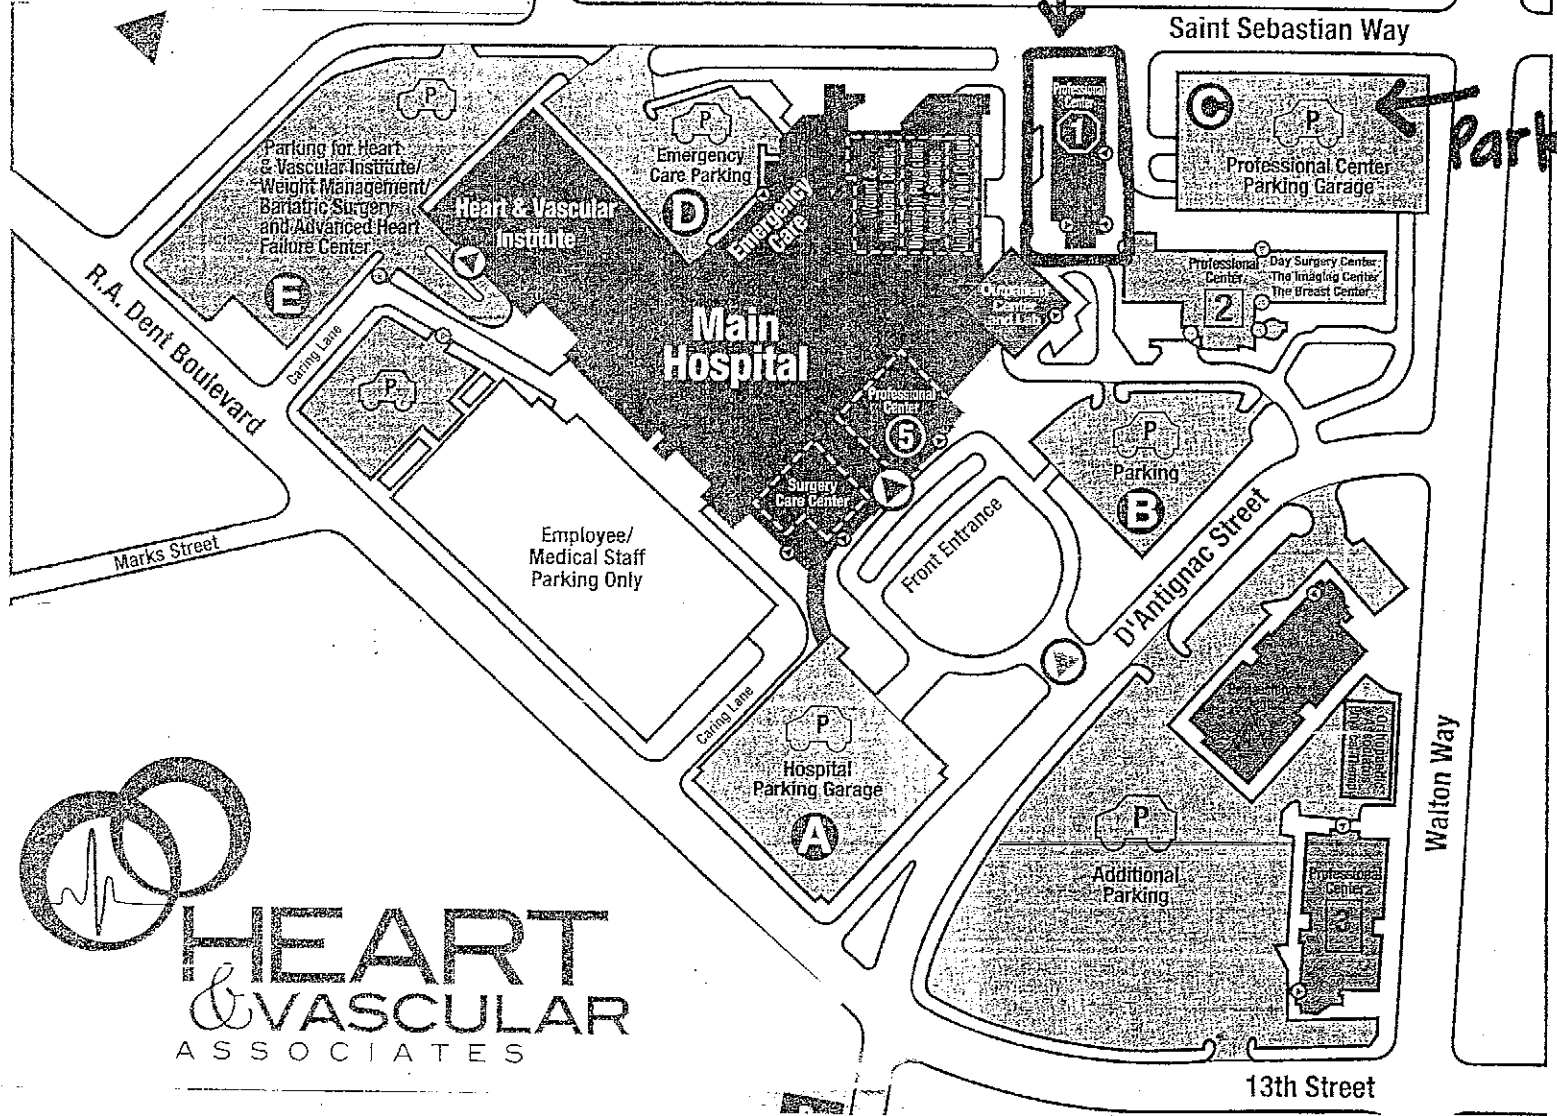 Saint Sebastian Way
P
Parking for Heart
& Vascular Institute/
Weight Management/
Bariatric Surgery
and Advanced Heart
Failure Center
E
Heart & Vascular
Institute
P
Emergency
Care Parking
D
Emergency
Care
Professional
Center
1
C
P
Professional Center
Parking Garage
Park
Professional
Center
2
Day Surgery Center
The Imaging Center
The Breast Center
Outpatient
Center
and Lab
Main
Hospital
Professional
Center
5
Surgery
Care Center
R.A. Dent Boulevard
Caring Lane
P
Marks Street
Employee/
Medical Staff
Parking Only
Front Entrance
P
Parking
B
D'Antignac Street
Caring Lane
P
Hospital
Parking Garage
A
Walton Way
P
Additional
Parking
Professional
Center
3
13th Street
HEART
& VASCULAR
ASSOCIATES